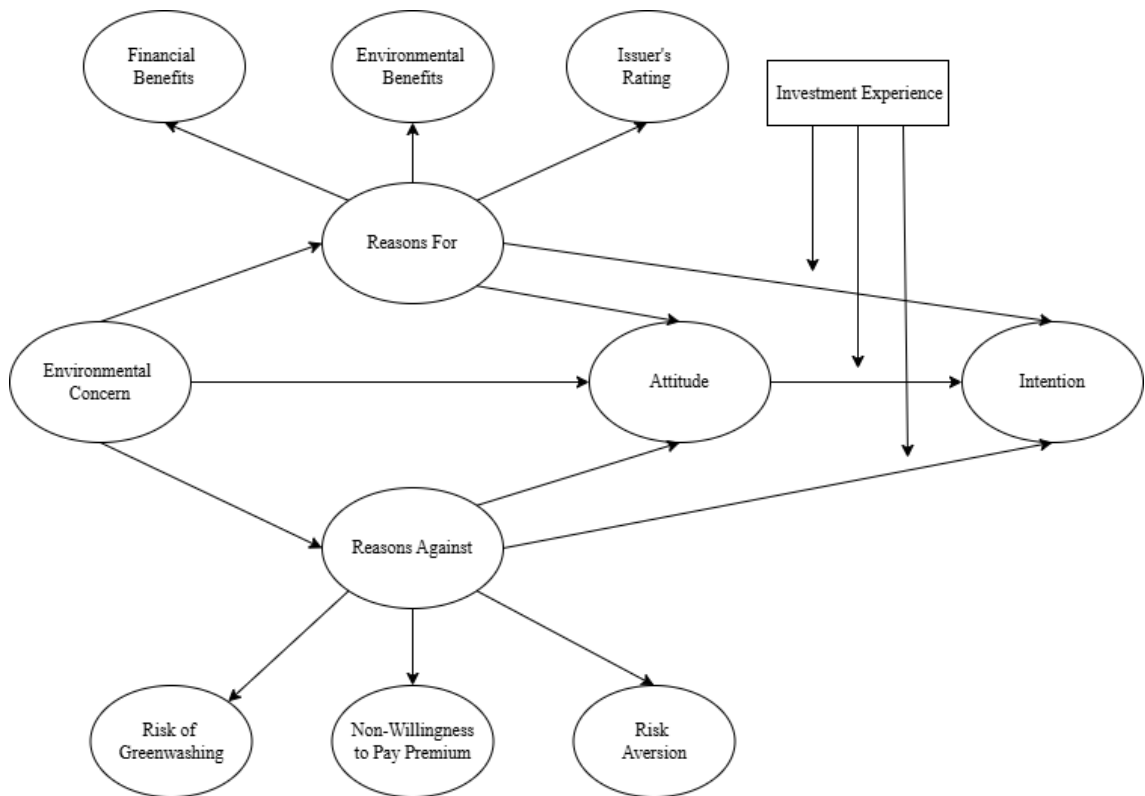 Financial
Benefits
Environmental
Benefits
Issuer's
Rating
Investment Experience
Reasons For
Environmental
Concern
Attitude
Intention
Reasons Against
Risk of
Greenwashing
Non-Willingness
to Pay Premium
Risk
Aversion